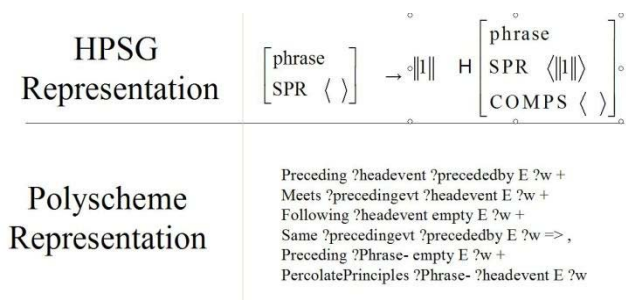 HPSG
Representation
[phrase
SPR ⟨ ⟩]
→ ‖1‖ H
[phrase
SPR ⟨‖1‖⟩
COMPS ⟨ ⟩]
Polyscheme
Representation
Preceding ?headevent ?precededby E ?w +
Meets ?precedingevt ?headevent E ?w +
Following ?headevent empty E ?w +
Same ?precedingevt ?precededby E ?w => ,
Preceding ?Phrase- empty E ?w +
PercolatePrinciples ?Phrase- ?headevent E ?w